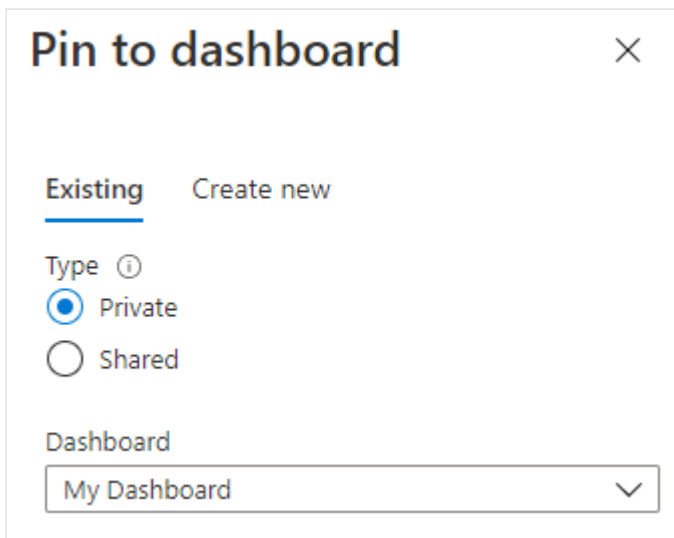 Pin to dashboard
Existing Create new
Type
Private
Shared
Dashboard
My Dashboard